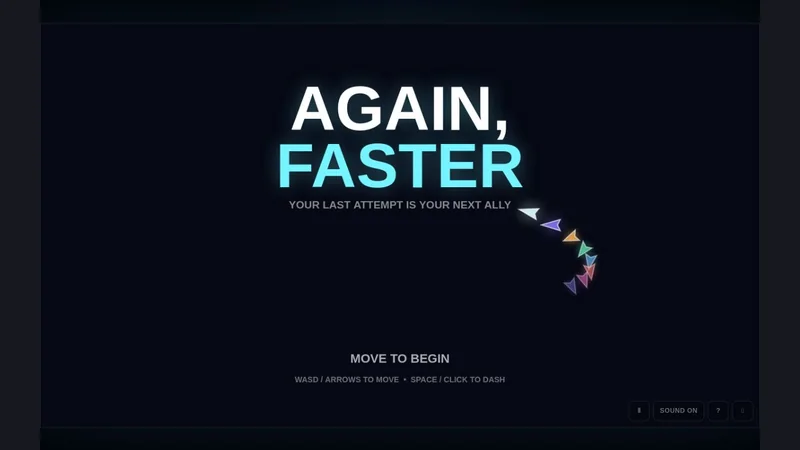 AGAIN,
FASTER
YOUR LAST ATTEMPT IS YOUR NEXT ALLY
MOVE TO BEGIN
WASD / ARROWS TO MOVE • SPACE / CLICK TO DASH
SOUND ON
?